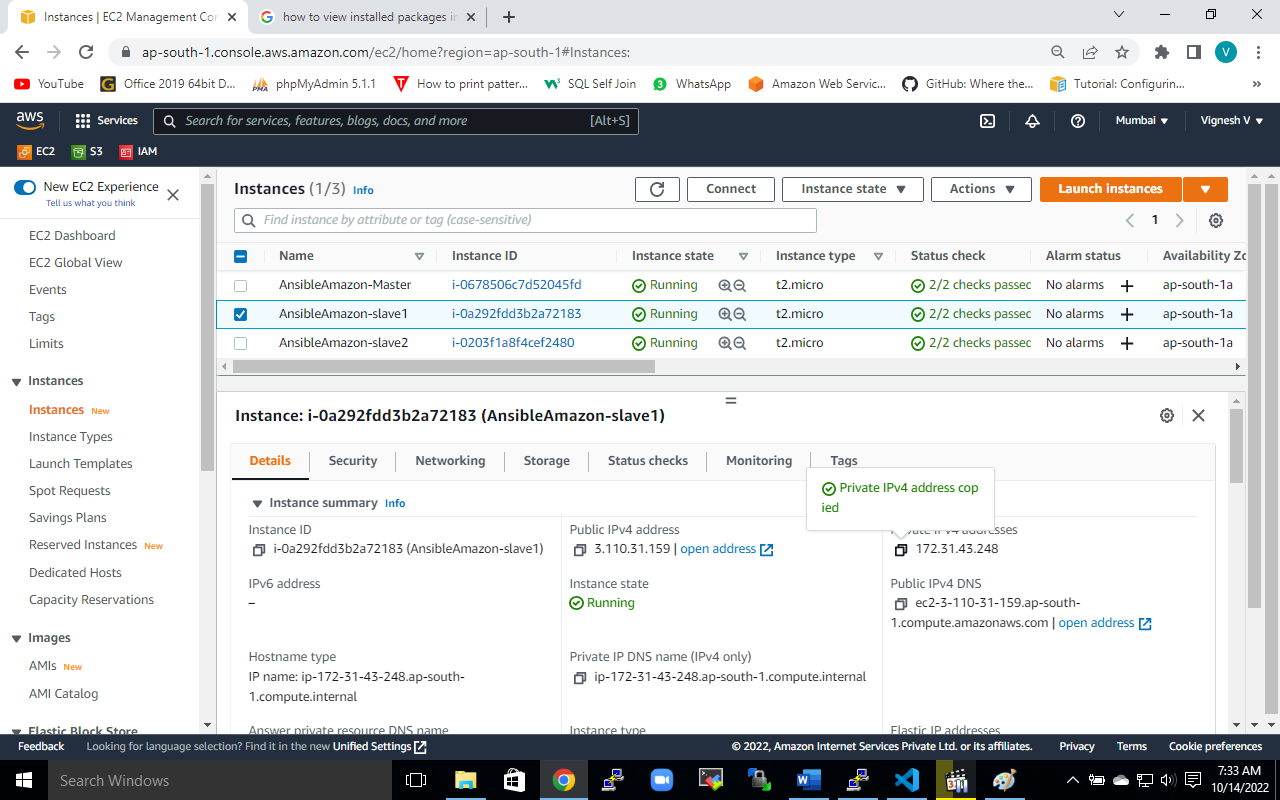 Instances | EC2 Management Con
how to view installed packages in
ap-south-1.console.aws.amazon.com/ec2/home?region=ap-south-1#Instances:
V
YouTube
Office 2019 64bit D...
phpMyAdmin 5.1.1
How to print patter...
SQL Self Join
WhatsApp
Amazon Web Servic...
GitHub: Where the...
Tutorial: Configurin...
aws
Services
Search for services, features, blogs, docs, and more
[Alt+S]
Mumbai
Vignesh V
EC2
S3
IAM
New EC2 Experience
Tell us what you think
EC2 Dashboard
EC2 Global View
Events
Tags
Limits
Instances
Instances New
Instance Types
Launch Templates
Spot Requests
Savings Plans
Reserved Instances New
Dedicated Hosts
Capacity Reservations
Images
AMIs New
AMI Catalog
Elastic Block Store
Instances (1/3) Info
Connect
Instance state
Actions
Launch instances
Find instance by attribute or tag (case-sensitive)
1
Name Instance ID Instance state Instance type Status check Alarm status Availability Zo
AnsibleAmazon-Master i-0678506c7d52045fd Running t2.micro 2/2 checks passed No alarms + ap-south-1a
AnsibleAmazon-slave1 i-0a292fdd3b2a72183 Running t2.micro 2/2 checks passed No alarms + ap-south-1a
AnsibleAmazon-slave2 i-0203f1a8f4cef2480 Running t2.micro 2/2 checks passed No alarms + ap-south-1a
Instance: i-0a292fdd3b2a72183 (AnsibleAmazon-slave1)
Details
Security
Networking
Storage
Status checks
Monitoring
Tags
Private IPv4 address cop
ied
Instance summary Info
Instance ID
i-0a292fdd3b2a72183 (AnsibleAmazon-slave1)
Public IPv4 address
3.110.31.159 | open address
Private IPv4 addresses
172.31.43.248
IPv6 address
–
Instance state
Running
Public IPv4 DNS
ec2-3-110-31-159.ap-south-
1.compute.amazonaws.com | open address
Hostname type
IP name: ip-172-31-43-248.ap-south-
1.compute.internal
Private IP DNS name (IPv4 only)
ip-172-31-43-248.ap-south-1.compute.internal
Answer private resource DNS name
Instance type
Elastic IP addresses
Feedback
Looking for language selection? Find it in the new Unified Settings
© 2022, Amazon Internet Services Private Ltd. or its affiliates.
Privacy
Terms
Cookie preferences
Search Windows
7:33 AM
10/14/2022